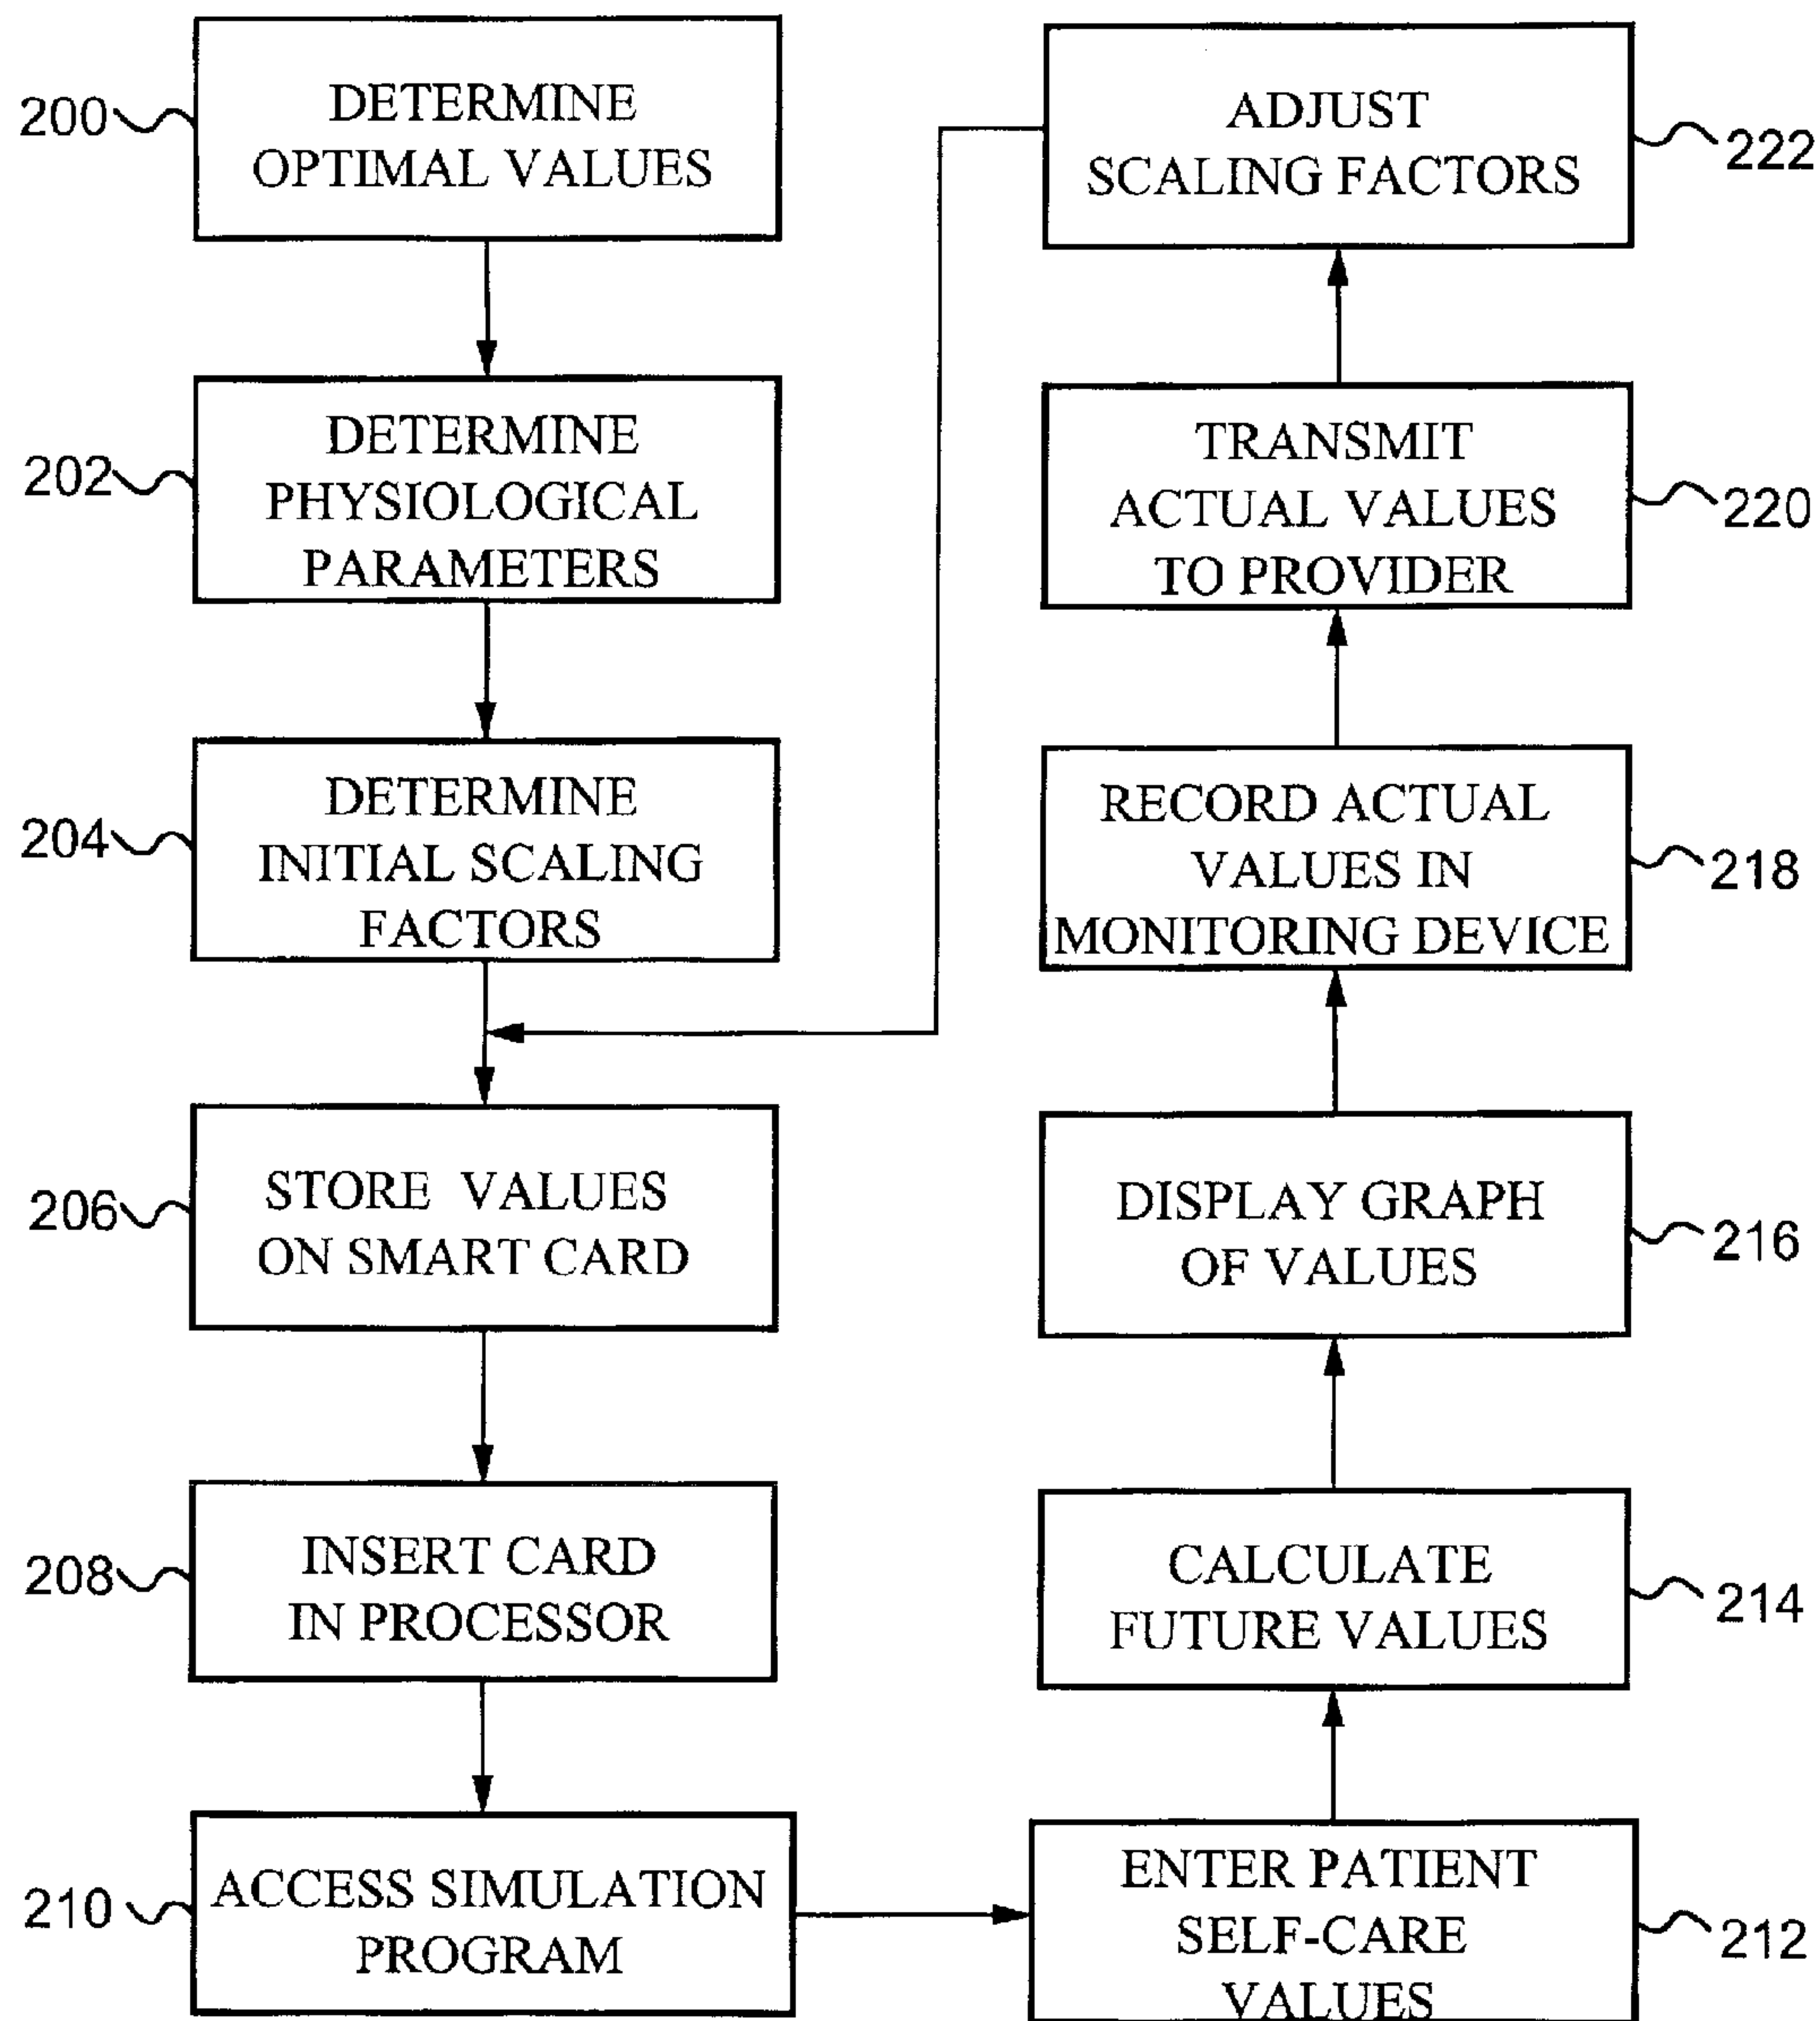 200
DETERMINE
OPTIMAL VALUES
202
DETERMINE
PHYSIOLOGICAL
PARAMETERS
204
DETERMINE
INITIAL SCALING
FACTORS
206
STORE VALUES
ON SMART CARD
208
INSERT CARD
IN PROCESSOR
210
ACCESS SIMULATION
PROGRAM
ENTER PATIENT
SELF-CARE
VALUES
212
CALCULATE
FUTURE VALUES
214
DISPLAY GRAPH
OF VALUES
216
RECORD ACTUAL
VALUES IN
MONITORING DEVICE
218
TRANSMIT
ACTUAL VALUES
TO PROVIDER
220
ADJUST
SCALING FACTORS
222